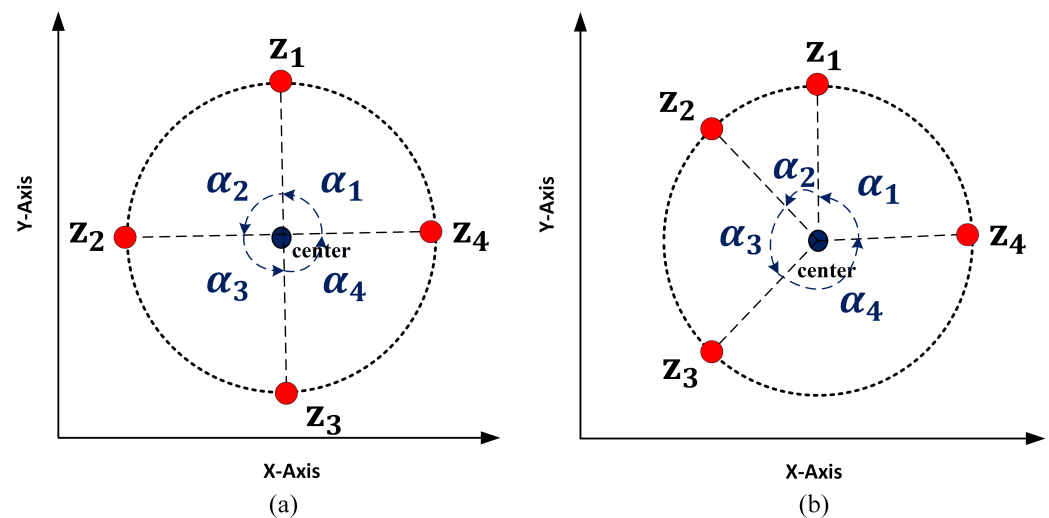 Y-Axis
z₁
z₂
z₄
z₃
α₂
α₁
α₃
α₄
center
X-Axis
(a)
Y-Axis
z₁
z₂
z₄
z₃
α₂
α₁
α₃
α₄
center
X-Axis
(b)